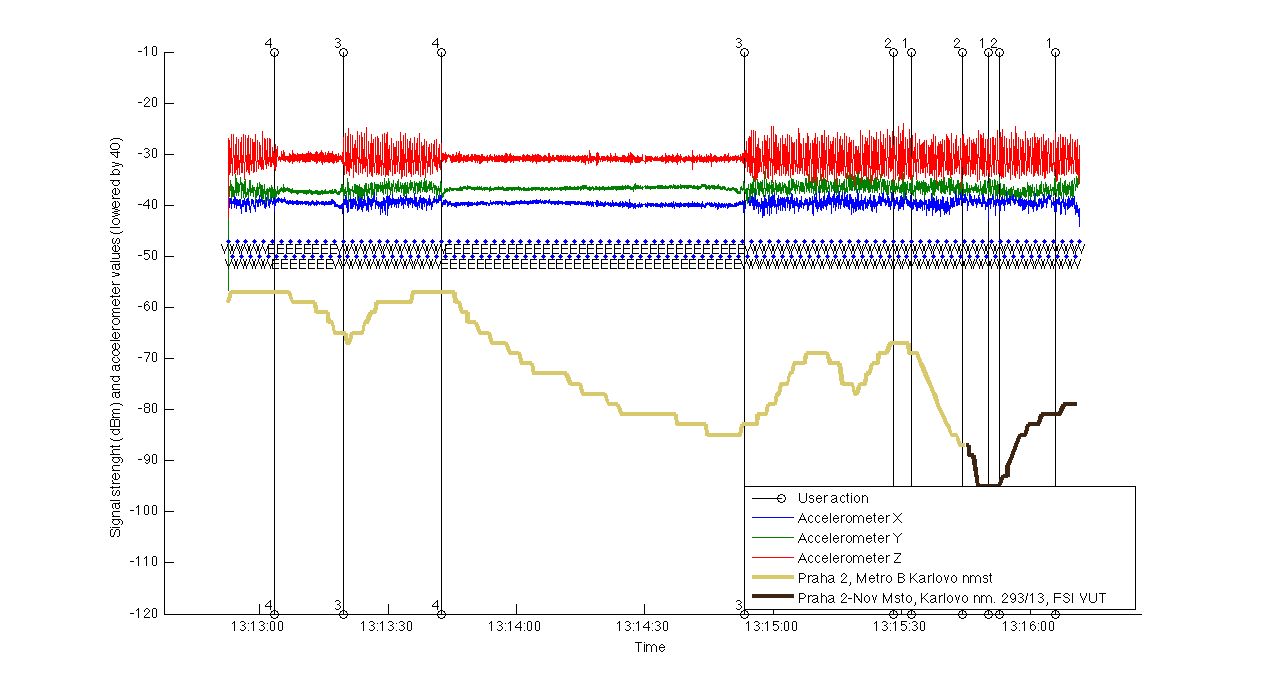 4 3 4 3 2 1 2 1 2 1
-10
-20
-30
-40
-50
-60
-70
-80
-90
-100
-110
-120
Signal strenght (dBm) and accelerometer values (lowered by 40)
User action
Accelerometer X
Accelerometer Y
Accelerometer Z
Praha 2, Metro B Karlovo nmst
Praha 2-Nov Msto, Karlovo nm. 293/13, FSI VUT
4 3 4 3
13:13:00 13:13:30 13:14:00 13:14:30 13:15:00 13:15:30 13:16:00
Time